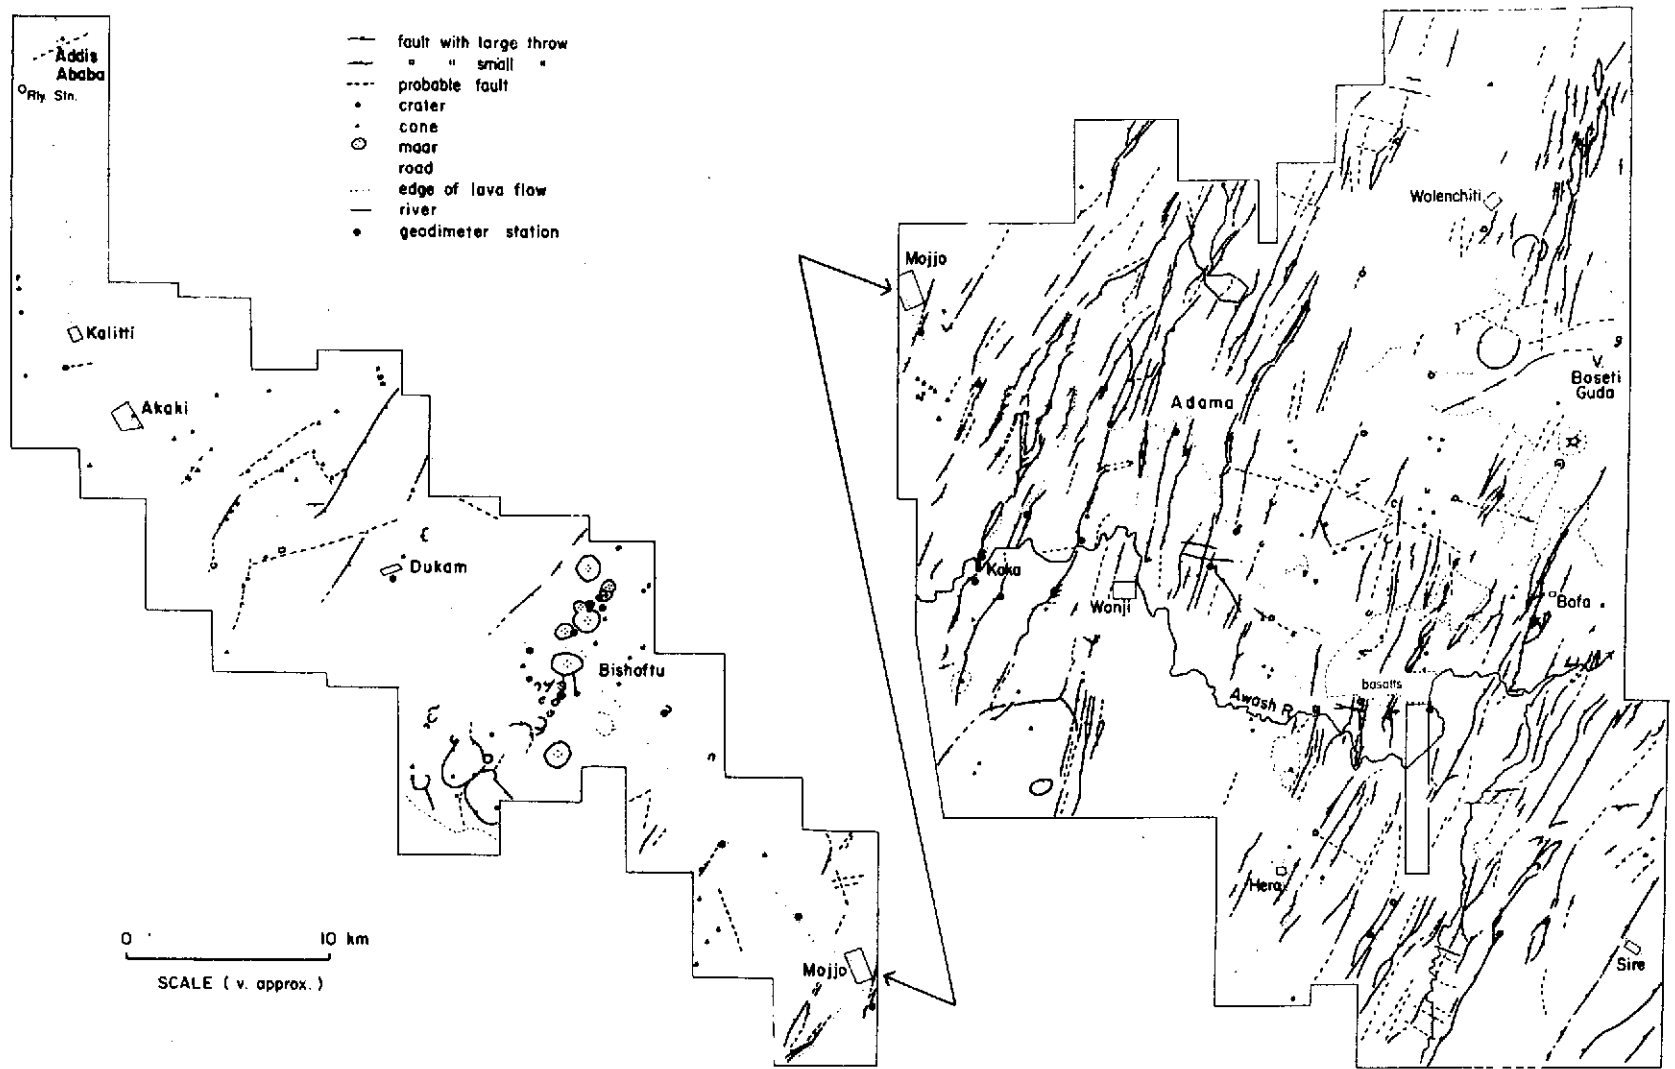 Addis
Ababa
Rly. Stn.
Kalitti
Akaki
Dukam
Bishoftu
Mojjo
0 10 km
SCALE ( v. approx. )
fault with large throw
" " small "
probable fault
crater
cone
maar
road
edge of lava flow
river
geodimeter station
Mojjo
Wolenchiti
V.
Boseti
Guda
Adama
Koka
Wonji
Bofa
basalts
Awash R.
Hera
Sire